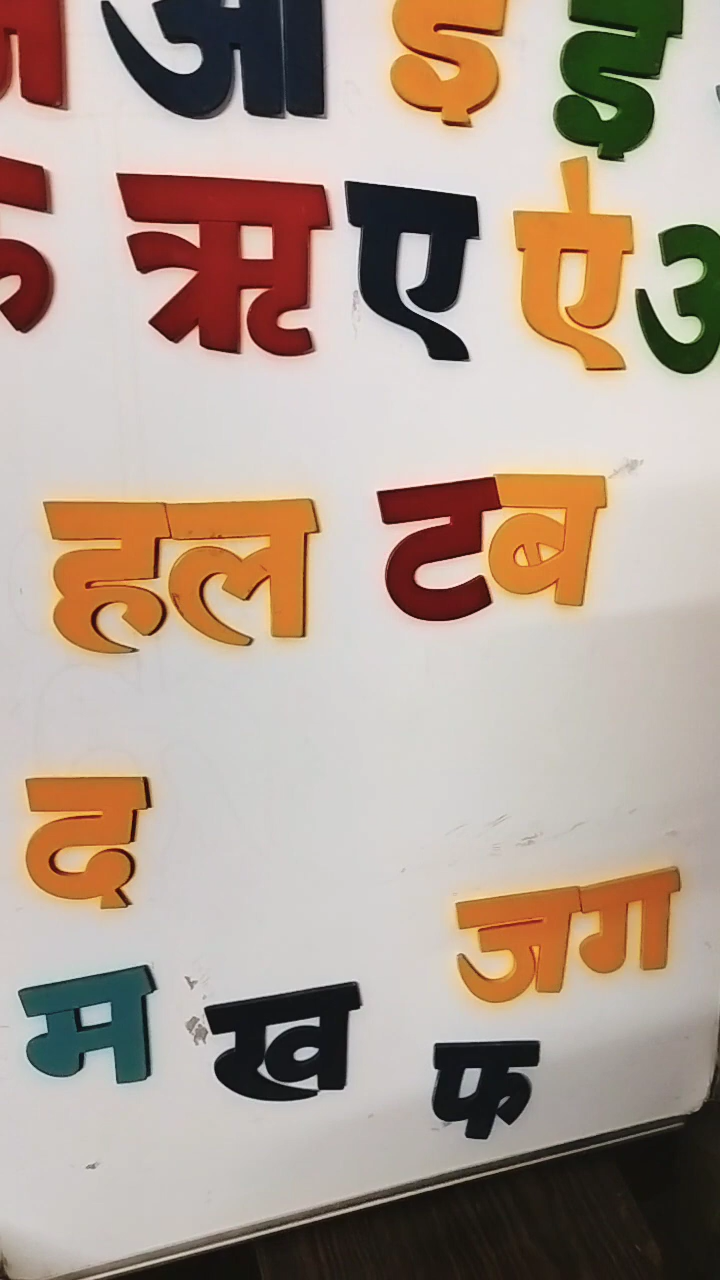 अ आ इ ई
ऋ ए ऐ
हल टब
द
जग
म ख फ